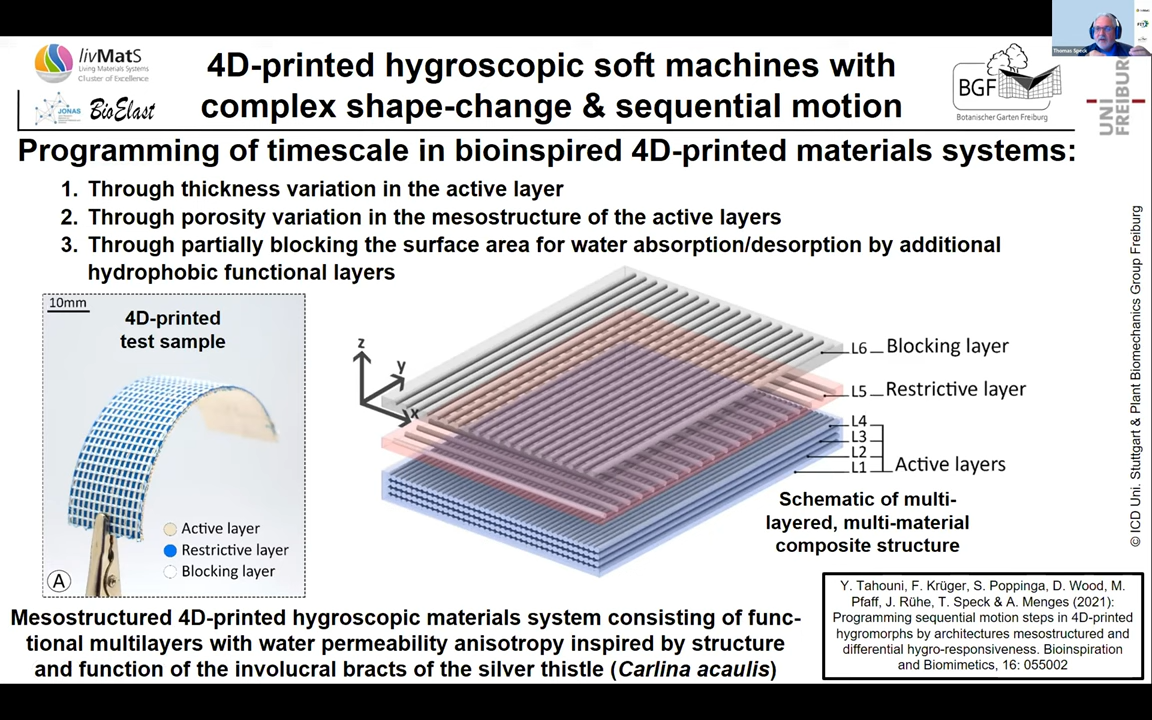 livMatS
Living Materials Systems
Cluster of Excellence
JONAS
BioElast
4D-printed hygroscopic soft machines with
complex shape-change & sequential motion
BGF
Botanischer Garten Freiburg
UNI
FREIBURG
Thomas Speck
Programming of timescale in bioinspired 4D-printed materials systems:
1. Through thickness variation in the active layer
2. Through porosity variation in the mesostructure of the active layers
3. Through partially blocking the surface area for water absorption/desorption by additional
hydrophobic functional layers
10mm
4D-printed
test sample
Active layer
Restrictive layer
Blocking layer
A
z
y
x
L6 Blocking layer
L5 Restrictive layer
L4
L3
L2
L1
Active layers
Schematic of multi-
layered, multi-material
composite structure
© ICD Uni. Stuttgart & Plant Biomechanics Group Freiburg
Mesostructured 4D-printed hygroscopic materials system consisting of func-
tional multilayers with water permeability anisotropy inspired by structure
and function of the involucral bracts of the silver thistle (Carlina acaulis)
Y. Tahouni, F. Krüger, S. Poppinga, D. Wood, M.
Pfaff, J. Rühe, T. Speck & A. Menges (2021):
Programming sequential motion steps in 4D-printed
hygromorphs by architectures mesostructured and
differential hygro-responsiveness. Bioinspiration
and Biomimetics, 16: 055002